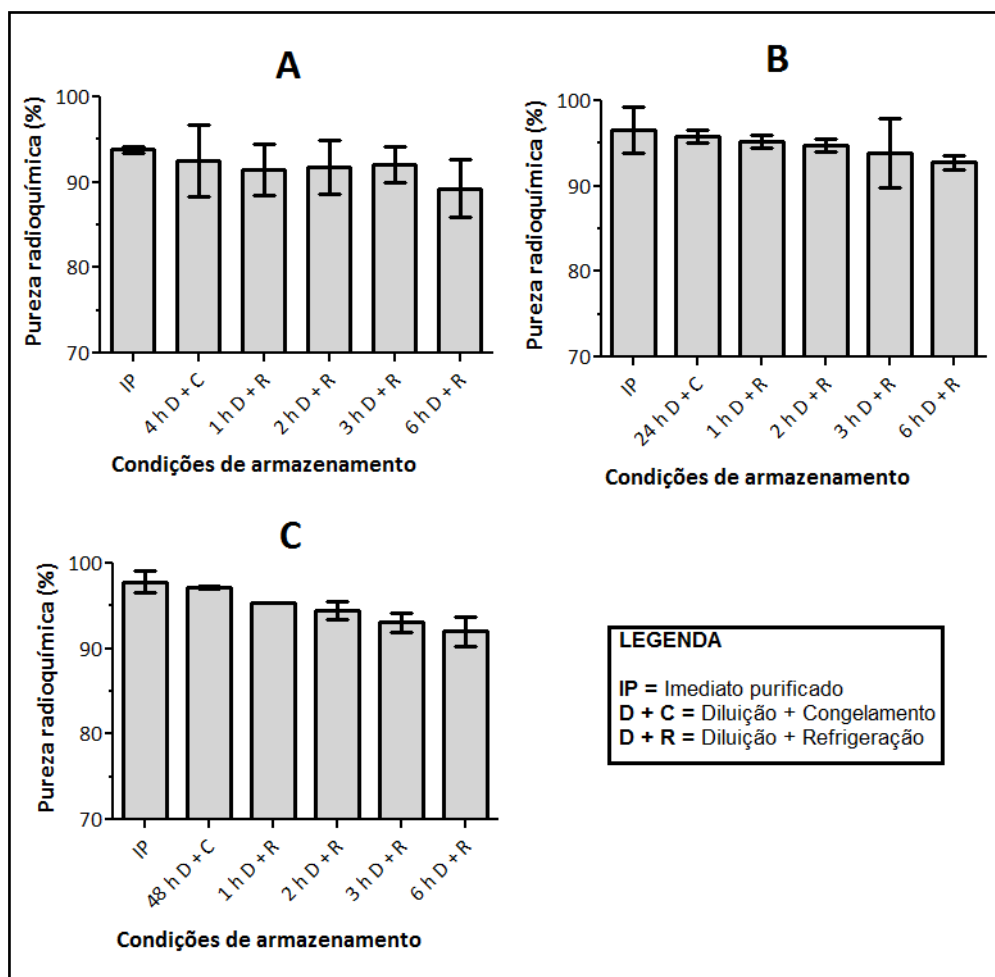 A
Pureza radioquímica (%)
100
90
80
70
IP
4 h D + C
1 h D + R
2 h D + R
3 h D + R
6 h D + R
Condições de armazenamento
B
Pureza radioquímica (%)
100
90
80
70
IP
24 h D + C
1 h D + R
2 h D + R
3 h D + R
6 h D + R
Condições de armazenamento
C
Pureza radioquímica (%)
100
90
80
70
IP
48 h D + C
1 h D + R
2 h D + R
3 h D + R
6 h D + R
Condições de armazenamento
LEGENDA
IP = Imediato purificado
D + C = Diluição + Congelamento
D + R = Diluição + Refrigeração